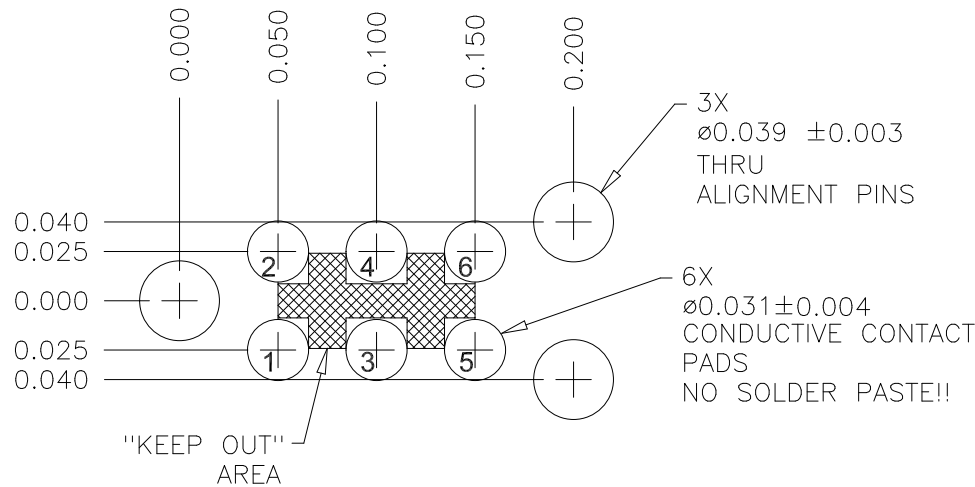 0.000
0.050
0.100
0.150
0.200
3X
ø0.039 ±0.003
THRU
ALIGNMENT PINS
0.040
0.025
0.000
0.025
0.040
2
4
6
1
3
5
6X
ø0.031±0.004
CONDUCTIVE CONTACT
PADS
NO SOLDER PASTE!!
"KEEP OUT"
AREA